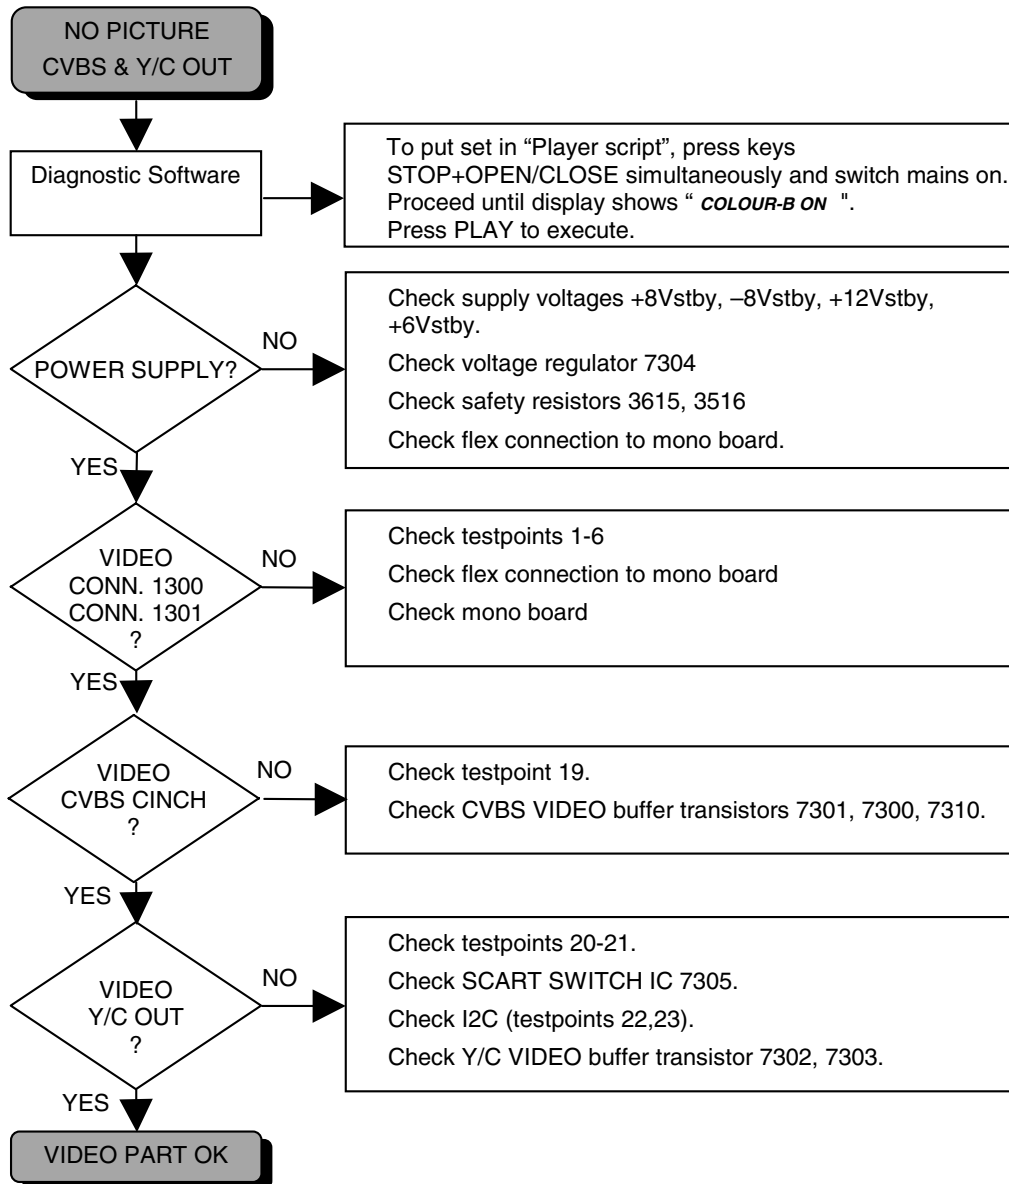 NO PICTURE
CVBS & Y/C OUT
Diagnostic Software
To put set in “Player script”, press keys
STOP+OPEN/CLOSE simultaneously and switch mains on.
Proceed until display shows “ COLOUR-B ON ".
Press PLAY to execute.
POWER SUPPLY?
NO
Check supply voltages +8Vstby, –8Vstby, +12Vstby,
+6Vstby.
Check voltage regulator 7304
Check safety resistors 3615, 3516
Check flex connection to mono board.
YES
VIDEO
CONN. 1300
CONN. 1301
?
NO
Check testpoints 1-6
Check flex connection to mono board
Check mono board
YES
VIDEO
CVBS CINCH
?
NO
Check testpoint 19.
Check CVBS VIDEO buffer transistors 7301, 7300, 7310.
YES
VIDEO
Y/C OUT
?
NO
Check testpoints 20-21.
Check SCART SWITCH IC 7305.
Check I2C (testpoints 22,23).
Check Y/C VIDEO buffer transistor 7302, 7303.
YES
VIDEO PART OK